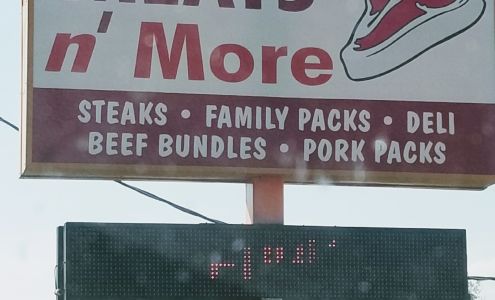 n' More
STEAKS • FAMILY PACKS • DELI
BEEF BUNDLES • PORK PACKS